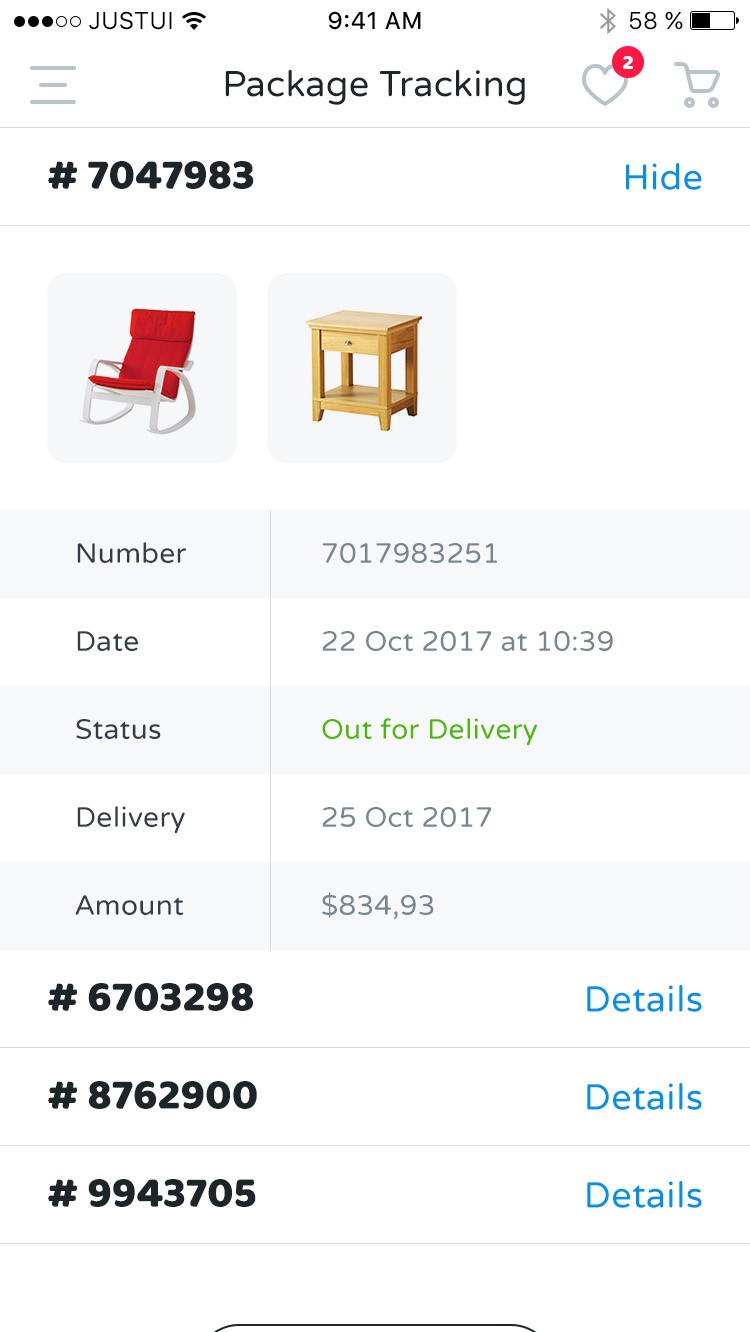 JUSTUI 9:41 AM 58 %
Package Tracking 2
# 7047983 Hide
Number 7017983251
Date 22 Oct 2017 at 10:39
Status Out for Delivery
Delivery 25 Oct 2017
Amount $834,93
# 6703298 Details
# 8762900 Details
# 9943705 Details